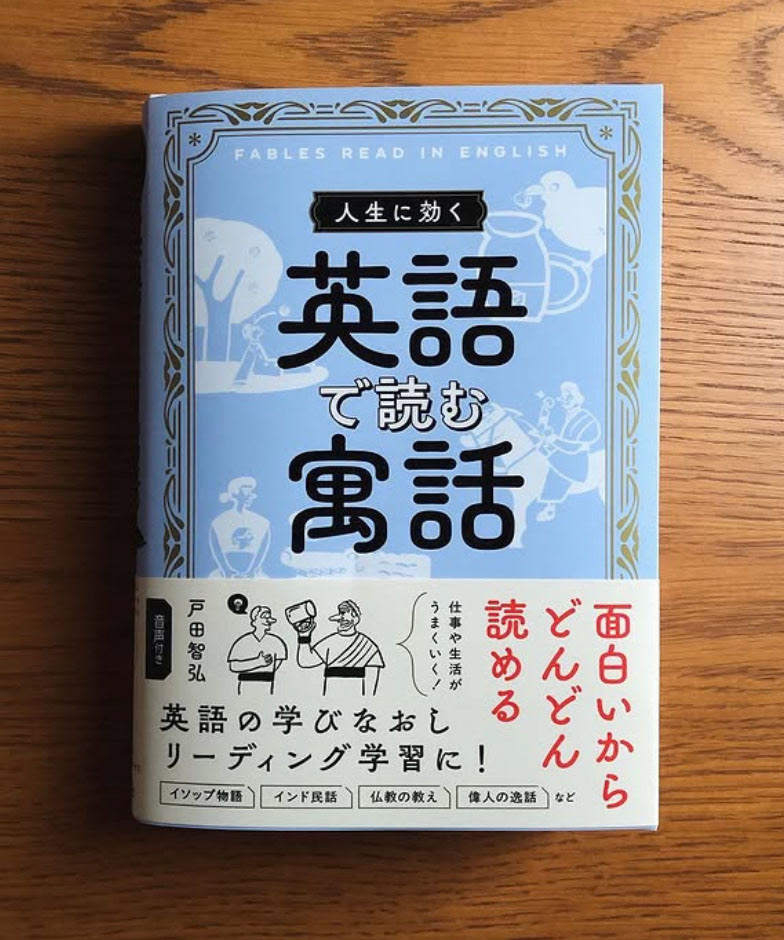 FABLES READ IN ENGLISH
人生に効く
英語
で読む
寓話
面白いから
どんどん
読める
仕事や生活が
うまくいく！
戸田智弘
音声付き
英語の学びなおし
リーディング学習に！
イソップ物語
インド民話
仏教の教え
偉人の逸話
など